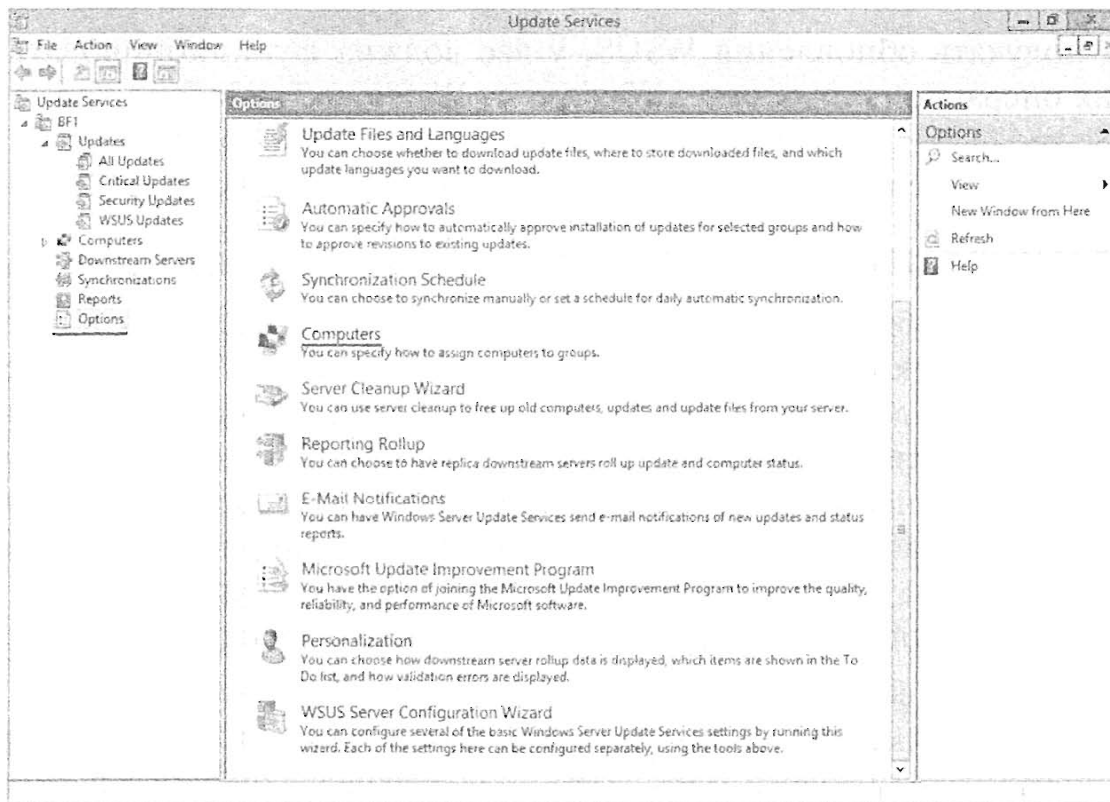 Update Services
File Action View Window Help
Update Services
BF1
Updates
All Updates
Critical Updates
Security Updates
WSUS Updates
Computers
Downstream Servers
Synchronizations
Reports
Options
Options
Update Files and Languages
You can choose whether to download update files, where to store downloaded files, and which
update languages you want to download.
Automatic Approvals
You can specify how to automatically approve installation of updates for selected groups and how
to approve revisions to existing updates.
Synchronization Schedule
You can choose to synchronize manually or set a schedule for daily automatic synchronization.
Computers
You can specify how to assign computers to groups.
Server Cleanup Wizard
You can use server cleanup to free up old computers, updates and update files from your server.
Reporting Rollup
You can choose to have replica downstream servers roll up update and computer status.
E-Mail Notifications
You can have Windows Server Update Services send e-mail notifications of new updates and status
reports.
Microsoft Update Improvement Program
You have the option of joining the Microsoft Update Improvement Program to improve the quality,
reliability, and performance of Microsoft software.
Personalization
You can choose how downstream server rollup data is displayed, which items are shown in the To
Do list, and how validation errors are displayed.
WSUS Server Configuration Wizard
You can configure several of the basic Windows Server Update Services settings by running this
wizard. Each of the settings here can be configured separately, using the tools above.
Actions
Options
Search...
View
New Window from Here
Refresh
Help